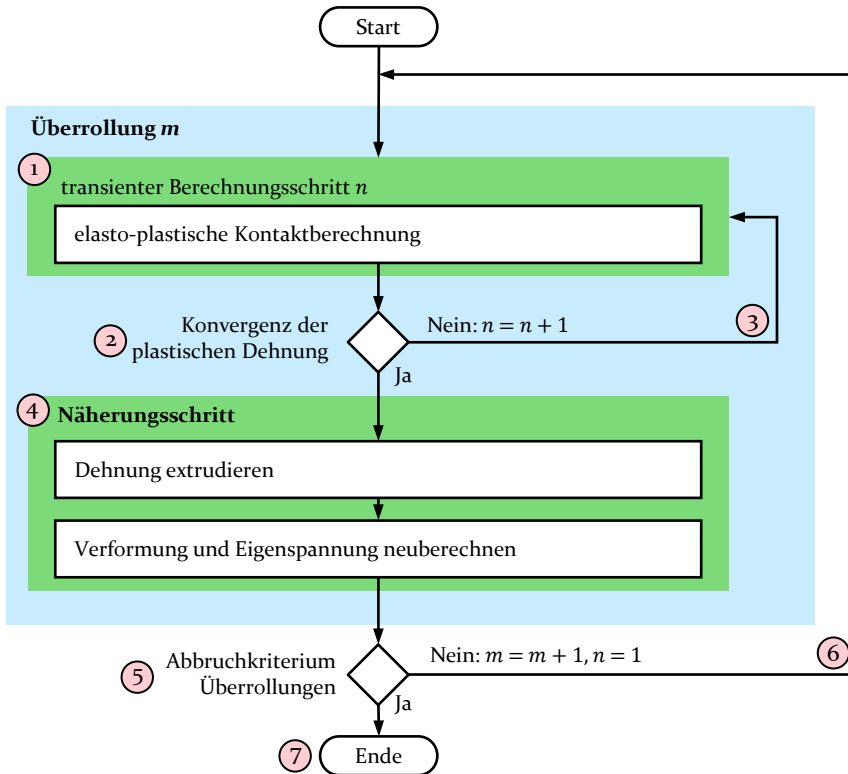 Start
Überrollung m
1
transienter Berechnungsschritt n
elasto-plastische Kontaktberechnung
2
Konvergenz der
plastischen Dehnung
Nein: n = n + 1
3
Ja
4
Näherungsschritt
Dehnung extrudieren
Verformung und Eigenspannung neuberechnen
5
Abbruchkriterium
Überrollungen
Nein: m = m + 1, n = 1
6
Ja
7
Ende